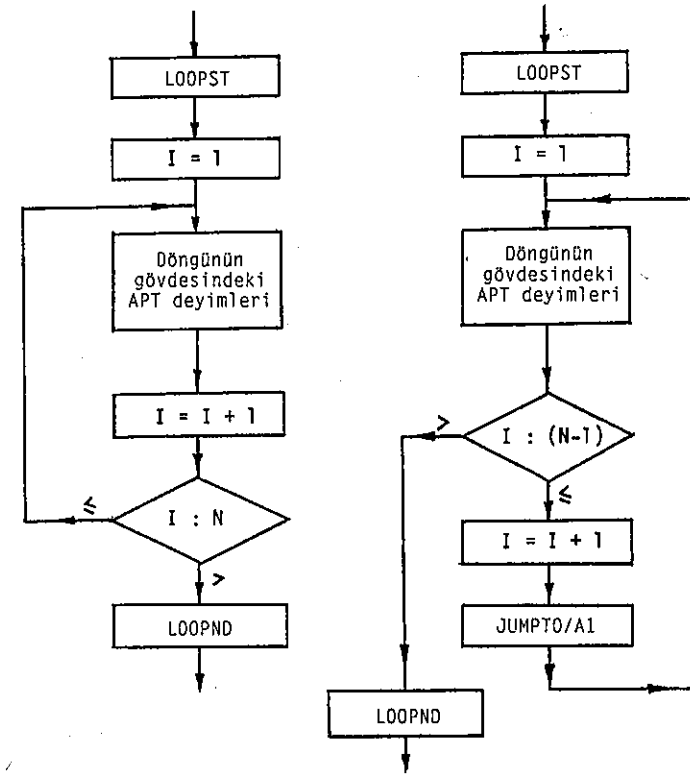 LOOPST
I = 1
Döngünün
gövdesindeki
APT deyimleri
I = I + 1
I : N
≤
>
LOOPND
LOOPST
I = 1
Döngünün
gövdesindeki
APT deyimleri
I : (N-1)
>
≤
I = I + 1
JUMPTO/A1
LOOPND